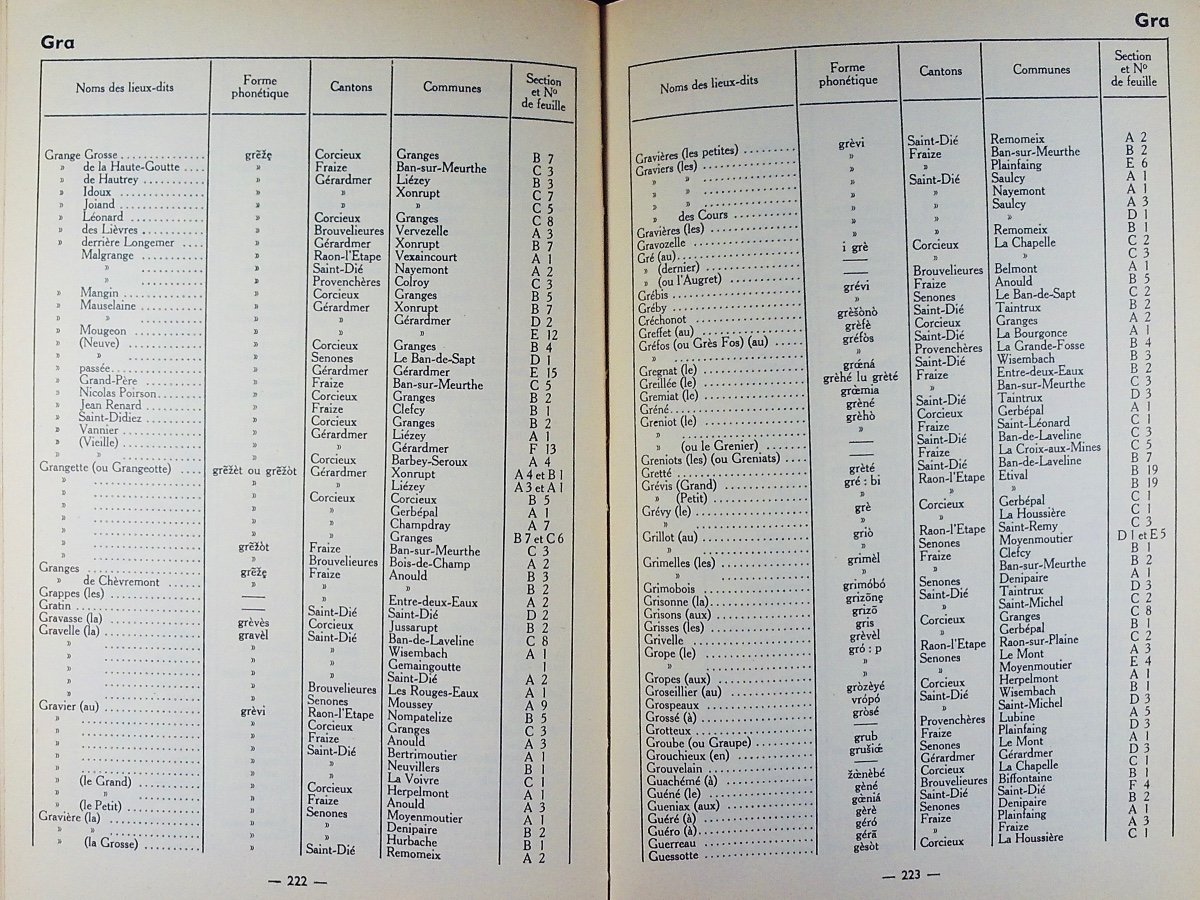 Gra
Noms des lieux-dits | Forme phonétique | Cantons | Communes | Section et N° de feuille
Grange Grosse | grẽžę | Corcieux | Granges | B 7
» de la Haute-Goutte | » | Fraize | Ban-sur-Meurthe | C 3
» de Hautrey | » | Gérardmer | Liézey | B 3
» Idoux | » | » | Xonrupt | C 7
» Joiand | » | » | » | C 5
» Léonard | » | Corcieux | Granges | C 8
» des Lièvres | » | Brouvelieures | Vervezelle | A 3
» derrière Longemer | » | Gérardmer | Xonrupt | B 7
Malgrange | » | Raon-l'Etape | Vexaincourt | A 1
» | » | Saint-Dié | Nayemont | A 2
» | » | Provenchères | Colroy | C 3
» Mangin | » | Corcieux | Granges | B 5
» Mauselaine | » | Gérardmer | Xonrupt | B 7
» » | » | » | Gérardmer | D 2
» Mougeon | » | » | » | E 12
» (Neuve) | » | Corcieux | Granges | B 4
» » | » | Senones | Le Ban-de-Sapt | D 1
» passée | » | Gérardmer | Gérardmer | E 15
» Grand-Père | » | Fraize | Ban-sur-Meurthe | C 5
» Nicolas Poirson | » | Corcieux | Granges | B 2
» Jean Renard | » | Fraize | Clefcy | B 1
» Saint-Didiez | » | Corcieux | Granges | B 2
» Vannier | » | Gérardmer | Liézey | A 1
» (Vieille) | » | » | Gérardmer | F 13
» » | » | Corcieux | Barbey-Seroux | A 4
Grangette (ou Grangeotte) | grẽžèt ou grẽžòt | Gérardmer | Xonrupt | A 4 et B 1
» | » | » | Liézey | A 3 et A 1
» | » | Corcieux | Corcieux | B 5
» | » | » | Gerbépal | A 1
» | » | » | Champdray | A 7
» | » | » | Granges | B 7 et C 6
» | grẽžòt | Fraize | Ban-sur-Meurthe | C 3
» | » | Brouvelieures | Bois-de-Champ | A 2
Granges | grẽžę | Fraize | Anould | B 3
» de Chèvremont | » | » | » | B 2
Grappes (les) | — | » | Entre-deux-Eaux | A 2
Gratin | — | Saint-Dié | Saint-Dié | D 2
Gravasse (la) | grèvès | Corcieux | Jussarupt | B 2
Gravelle (la) | gravèl | Saint-Dié | Ban-de-Laveline | C 8
» | » | » | Wisembach | A 1
» | » | » | Gemaingoutte | 1
» | » | » | Saint-Dié | A 2
» | » | Brouvelieures | Les Rouges-Eaux | A 1
» | » | Senones | Moussey | A 9
Gravier (au) | grèvi | Raon-l'Etape | Nompatelize | B 5
» | » | Corcieux | Granges | C 3
» | » | Fraize | Anould | A 3
» | » | Saint-Dié | Bertrimoutier | A 1
» | » | » | Neuvillers | B 1
» | » | » | La Voivre | C 1
» (le Grand) | » | Corcieux | Herpelmont | A 1
» » | » | Fraize | Anould | A 3
» (le Petit) | » | Senones | Moyenmoutier | A 1
Gravière (la) | » | » | Denipaire | B 2
» » | » | » | Hurbache | B 1
» (la Grosse) | » | Saint-Dié | Remomeix | A 2
— 222 —
Gra
Noms des lieux-dits | Forme phonétique | Cantons | Communes | Section et N° de feuille
Gravières (les petites) | grèvi | Saint-Dié | Remomeix | A 2
Graviers (les) | » | Fraize | Ban-sur-Meurthe | B 2
» » | » | » | Plainfaing | E 6
» » | » | Saint-Dié | Saulcy | A 1
» » | » | » | Nayemont | A 1
» des Cours | » | » | Saulcy | A 3
Gravières (les) | » | » | » | D 1
Gravozelle | » | » | Remomeix | B 1
Gré (au) | i grè | Corcieux | La Chapelle | C 2
» (dernier) | — | » | » | C 3
» (ou l'Augret) | — | Brouvelieures | Belmont | A 1
Grébis | grévi | Fraize | Anould | B 5
Gréby | » | Senones | Le Ban-de-Sapt | C 2
Créchonot | grèšònò | Saint-Dié | Taintrux | B 2
Greffet (au) | grèfè | Corcieux | Granges | A 2
Gréfos (ou Grès Fos) (au) | gréfòs | Saint-Dié | La Bourgonce | A 1
» | » | Provenchères | La Grande-Fosse | B 4
Gregnat (le) | grœná | Saint-Dié | Wisembach | B 3
Greillée (le) | grèhé lu grèté | Fraize | Entre-deux-Eaux | B 2
Gremiat (le) | grœmia | » | Ban-sur-Meurthe | C 3
Gréné | grèné | Saint-Dié | Taintrux | D 3
Greniot (le) | grèhò | Corcieux | Gerbépal | A 1
» | » | Fraize | Saint-Léonard | C 1
» (ou le Grenier) | — | Saint-Dié | Ban-de-Laveline | C 3
Greniots (les) (ou Greniats) | — | Fraize | La Croix-aux-Mines | C 5
Gretté | grèté | Saint-Dié | Ban-de-Laveline | B 7
Grévis (Grand) | gré : bi | Raon-l'Etape | Etival | B 19
» (Petit) | » | » | » | B 19
Grévy (le) | grè | Corcieux | Gerbépal | C 1
» | » | » | La Houssière | C 1
Grillot (au) | griò | Raon-l'Etape | Saint-Remy | C 3
» | » | Senones | Moyenmoutier | D 1 et E 5
Grimelles (les) | grimèl | Fraize | Clefcy | B 1
» | » | » | Ban-sur-Meurthe | B 2
Grimobois | grimóbó | Senones | Denipaire | A 1
Grisonne (la) | grizõnę | Saint-Dié | Taintrux | D 3
Grisons (aux) | grizõ | » | Saint-Michel | C 2
Grisses (les) | gris | Corcieux | Granges | C 8
Grivelle | grèvèl | » | Gerbépal | B 1
Grope (le) | gró : p | Raon-l'Etape | Raon-sur-Plaine | C 2
» | » | Senones | Le Mont | A 3
Gropes (aux) | » | » | Moyenmoutier | E 4
Groseillier (au) | gròzèyé | Corcieux | Herpelmont | A 1
Grospeaux | vrópó | Saint-Dié | Wisembach | B 1
Grossé (à) | gròsé | » | Saint-Michel | D 3
Grotteux | — | Provenchères | Lubine | A 5
Groube (ou Graupe) | grub | Fraize | Plainfaing | D 3
Grouchieux (en) | grušiœ | Senones | Le Mont | A 1
Grouvelain | — | Gérardmer | Gérardmer | D 3
Guachémé (à) | žœnèbé | Corcieux | La Chapelle | C 1
Guéné (le) | gèné | Brouvelieures | Biffontaine | B 1
Gueniax (aux) | gœniá | Saint-Dié | Saint-Dié | F 4
Guéré (à) | gèrè | Senones | Denipaire | B 2
Guéro (à) | géró | Fraize | Plainfaing | A 1
Guerreau | gérã | » | Fraize | A 3
Guessotte | gèsòt | Corcieux | La Houssière | C 1
— 223 —